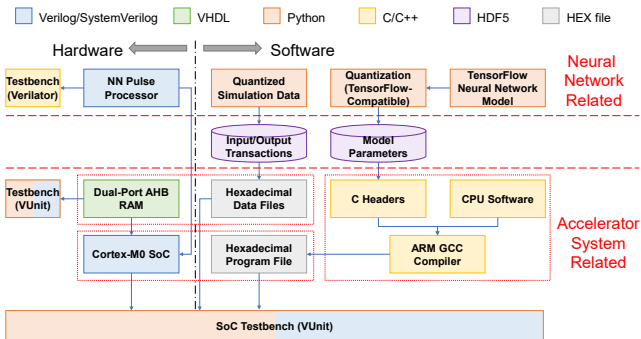 Verilog/SystemVerilog VHDL Python C/C++ HDF5 HEX file
Hardware Software
Testbench
(Verilator)
NN Pulse
Processor
Quantized
Simulation Data
Quantization
(TensorFlow-
Compatible)
TensorFlow
Neural Network
Model
Neural
Network
Related
Input/Output
Transactions
Model
Parameters
Testbench
(VUnit)
Dual-Port AHB
RAM
Hexadecimal
Data Files
C Headers
CPU Software
Cortex-M0 SoC
Hexadecimal
Program File
ARM GCC
Compiler
Accelerator
System
Related
SoC Testbench (VUnit)